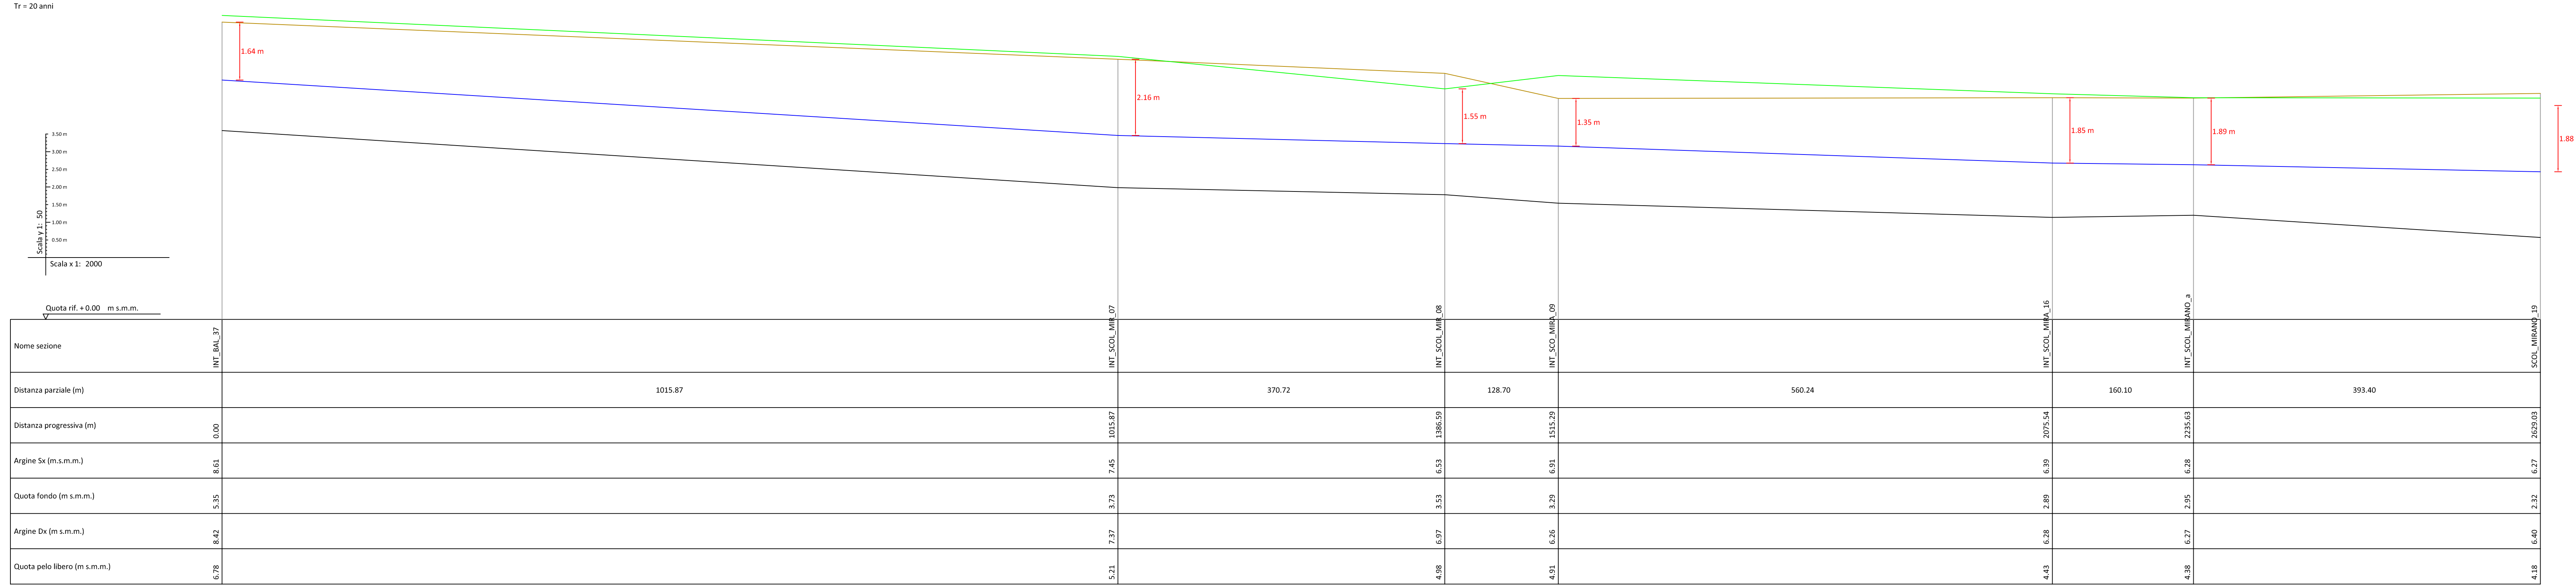 Tr = 20 anni
1.64 m
2.16 m
1.55 m
1.35 m
1.85 m
1.89 m
1.88
3.50 m
3.00 m
2.50 m
2.00 m
1.50 m
1.00 m
0.50 m
Scala y 1: 50
Scala x 1: 2000
Quota rif. + 0.00 m s.m.m.
Nome sezione INT_BAL_37 INT_SCOL_MIR_07 INT_SCOL_MIR_08 INT_SCO_MIRA_09 INT_SCOL_MIRA_16 INT_SCOL_MIRANO_a SCOL_MIRANO_19
Distanza parziale (m) 1015.87 370.72 128.70 560.24 160.10 393.40
Distanza progressiva (m) 0.00 1015.87 1386.59 1515.29 2075.54 2235.63 2629.03
Argine Sx (m.s.m.m.) 8.61 7.45 6.53 6.91 6.39 6.28 6.27
Quota fondo (m s.m.m.) 5.35 3.73 3.53 3.29 2.89 2.95 2.32
Argine Dx (m s.m.m.) 8.42 7.37 6.97 6.26 6.28 6.27 6.40
Quota pelo libero (m s.m.m.) 6.78 5.21 4.98 4.91 4.43 4.38 4.18